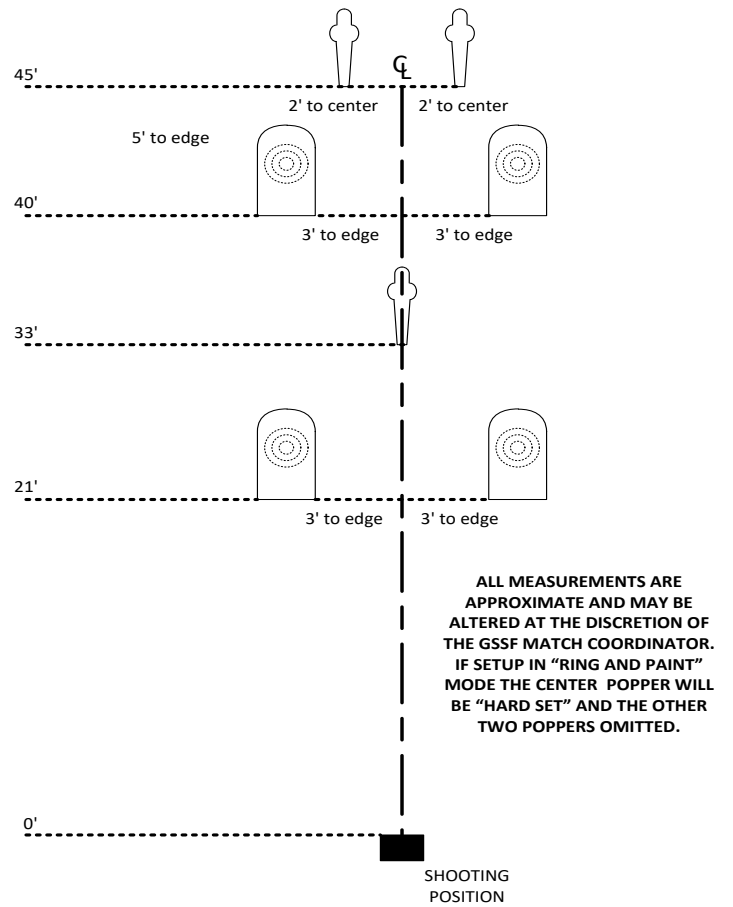 ℄
45'
2' to center 2' to center
5' to edge
40'
3' to edge 3' to edge
33'
21'
3' to edge 3' to edge
ALL MEASUREMENTS ARE
APPROXIMATE AND MAY BE
ALTERED AT THE DISCRETION OF
THE GSSF MATCH COORDINATOR.
IF SETUP IN “RING AND PAINT”
MODE THE CENTER POPPER WILL
BE “HARD SET” AND THE OTHER
TWO POPPERS OMITTED.
0'
SHOOTING
POSITION